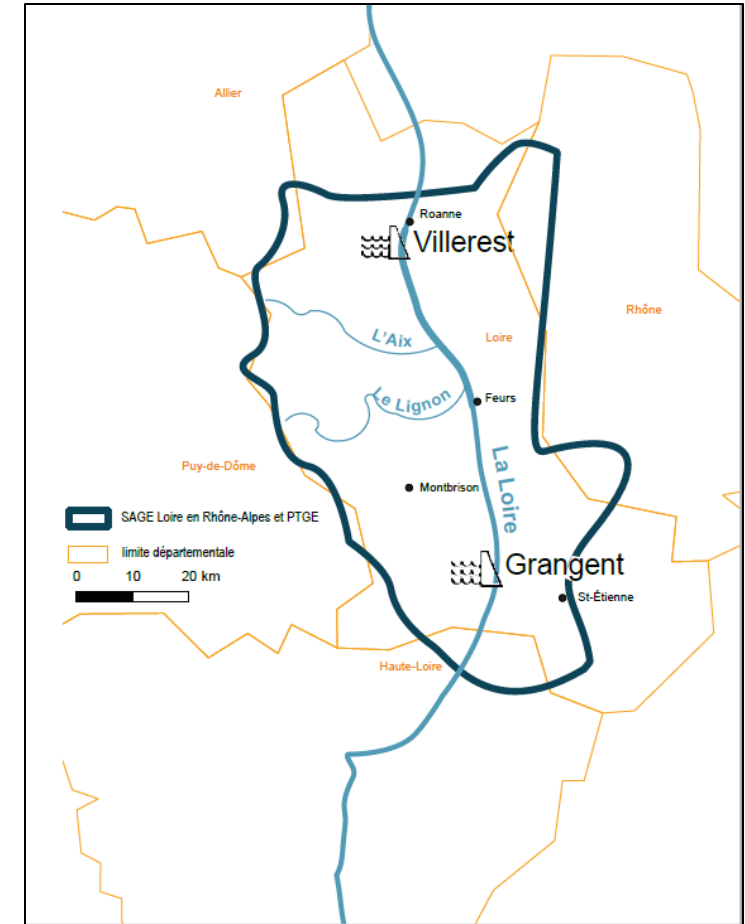 Allier
Roanne
Villerest
Rhône
L'Aix
Loire
Le Lignon
Feurs
La Loire
Puy-de-Dôme
Montbrison
SAGE Loire en Rhône-Alpes et PTGE
limite départementale
0 10 20 km
Grangent
St-Étienne
Haute-Loire